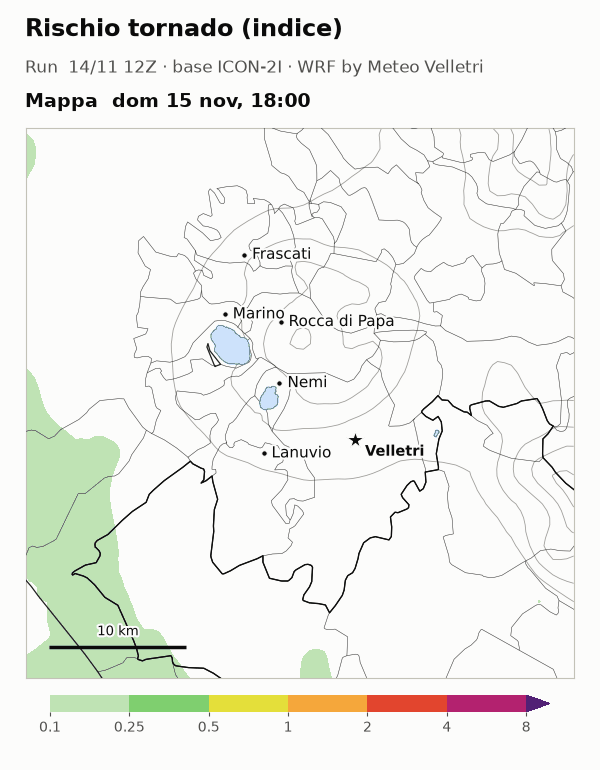 Rischio tornado (indice)
Run  14/11 12Z · base ICON-2I · WRF by Meteo Velletri
Mappa  dom 15 nov, 18:00
Frascati
Marino
Rocca di Papa
Nemi
Velletri
Lanuvio
10 km
0.1 0.25 0.5 1 2 4 8